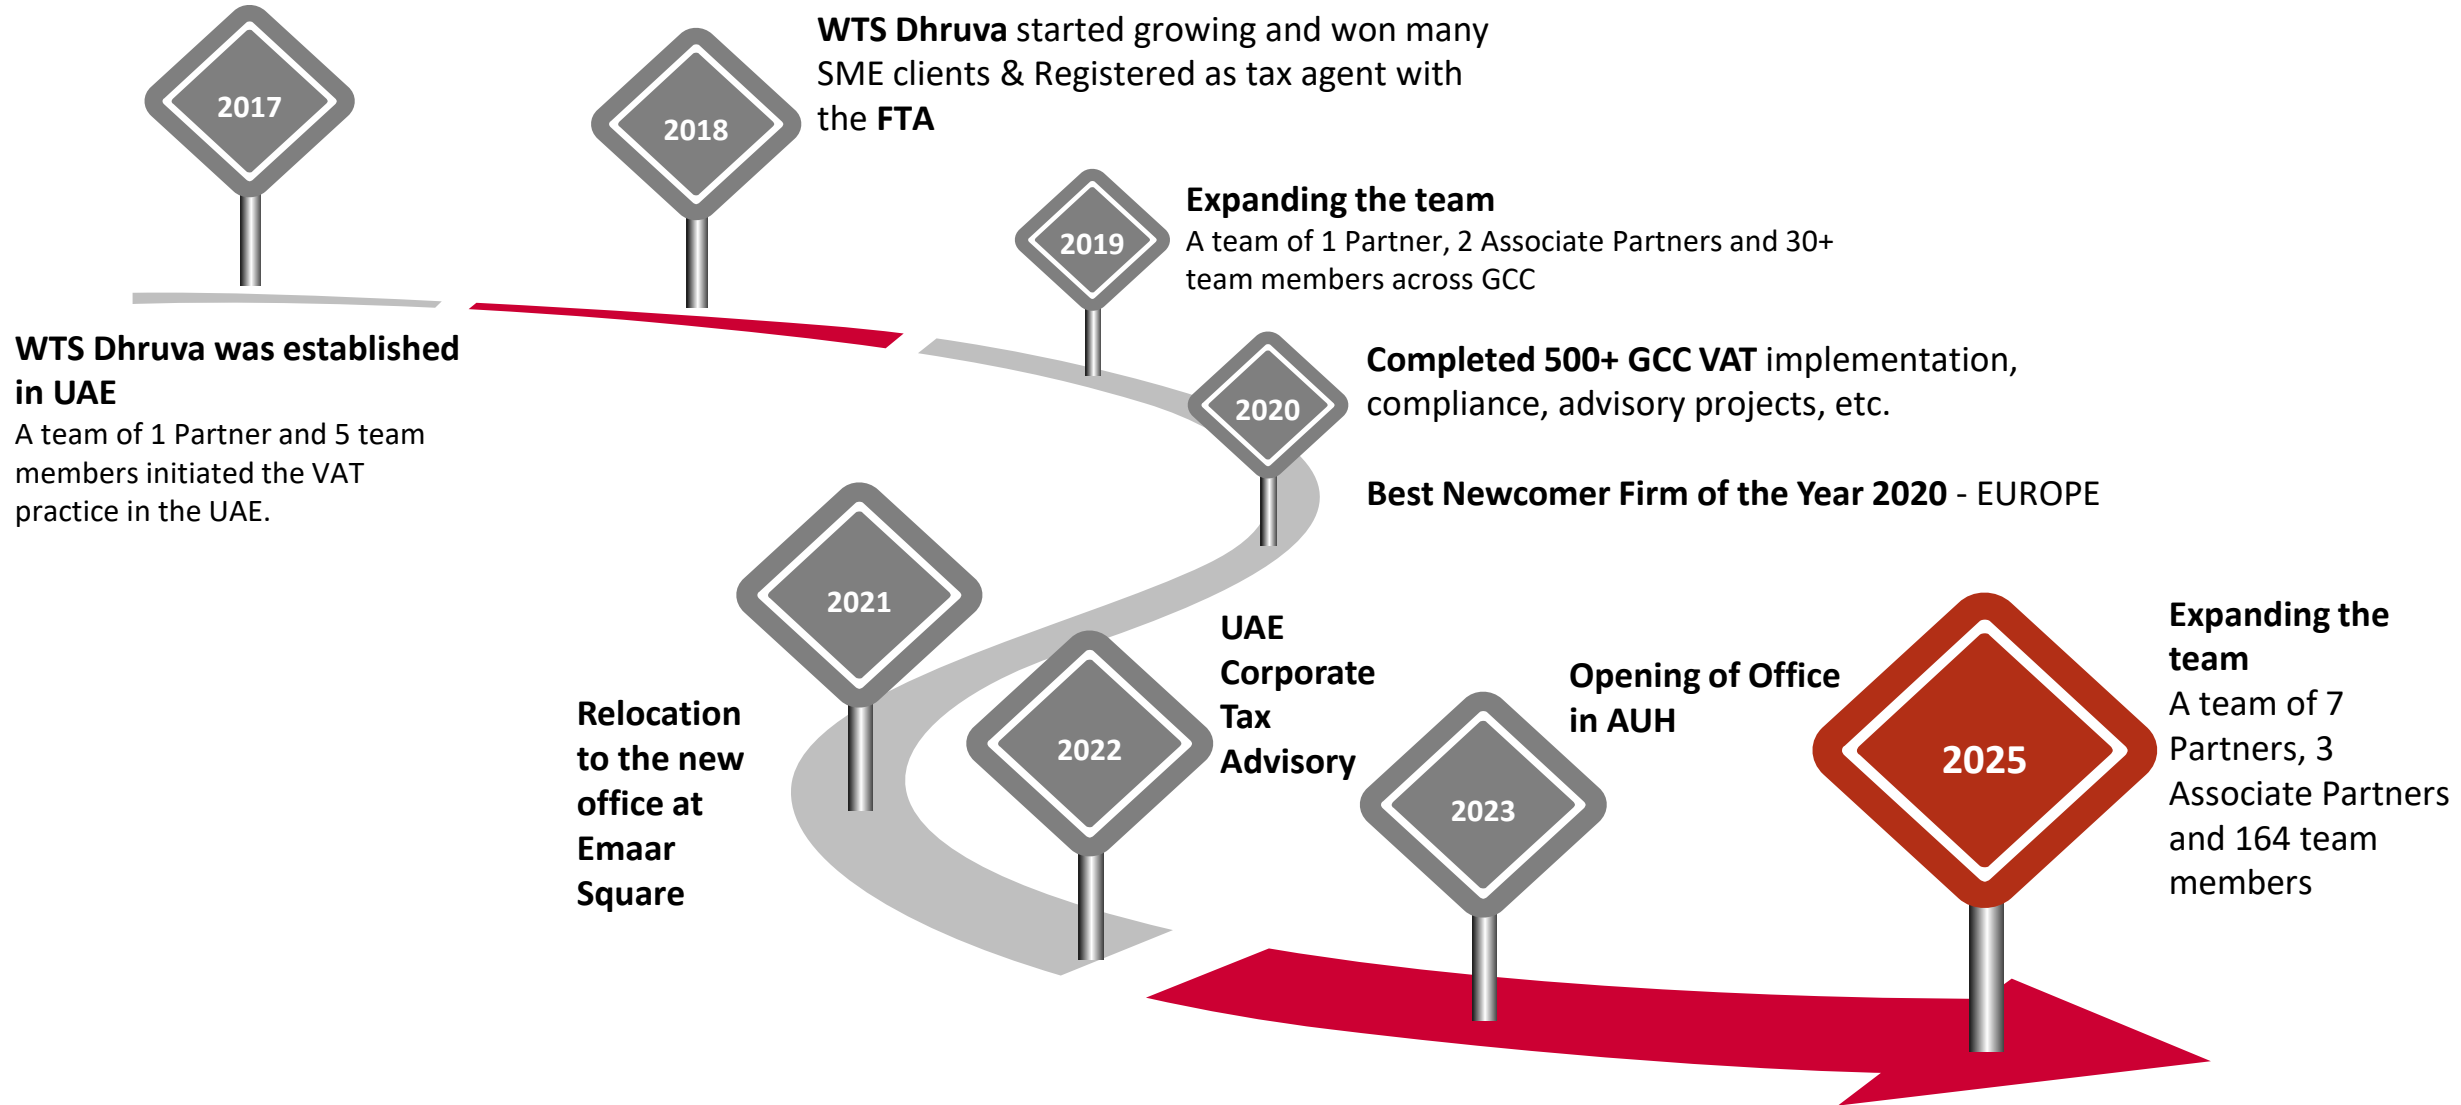 2017
WTS Dhruva was established
in UAE
A team of 1 Partner and 5 team
members initiated the VAT
practice in the UAE.
2018
WTS Dhruva started growing and won many
SME clients & Registered as tax agent with
the FTA
2019
Expanding the team
A team of 1 Partner, 2 Associate Partners and 30+
team members across GCC
2020
Completed 500+ GCC VAT implementation,
compliance, advisory projects, etc.
Best Newcomer Firm of the Year 2020 - EUROPE
2021
Relocation
to the new
office at
Emaar
Square
2022
UAE
Corporate
Tax
Advisory
2023
Opening of Office
in AUH
2025
Expanding the
team
A team of 7
Partners, 3
Associate Partners
and 164 team
members